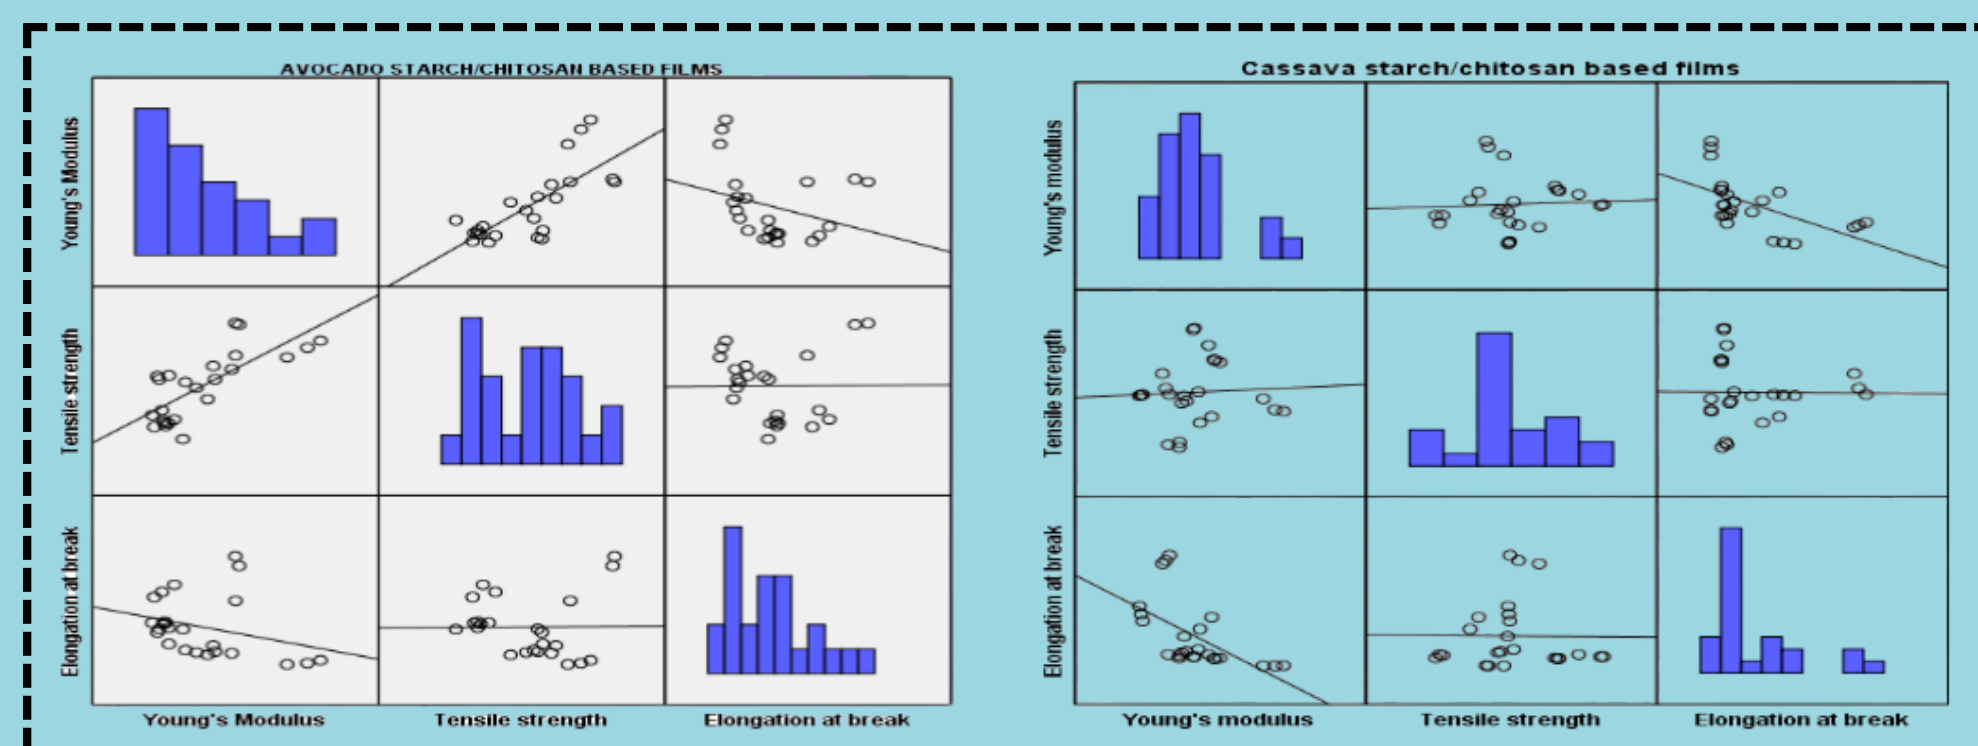 AVOCADO STARCH/CHITOSAN BASED FILMS
Young's Modulus
Tensile strength
Elongation at break
Young's Modulus
Tensile strength
Elongation at break
Cassava starch/chitosan based films
Young's modulus
Tensile strength
Elongation at break
Young's modulus
Tensile strength
Elongation at break